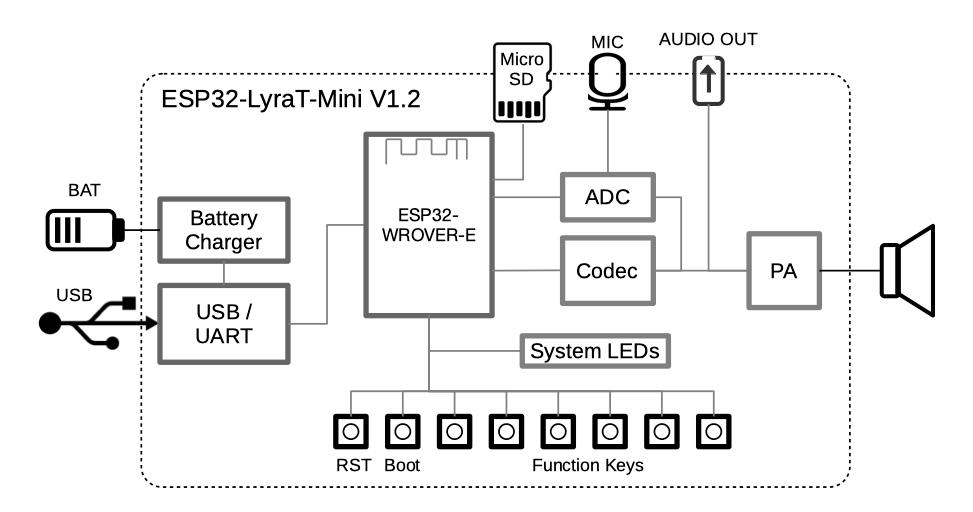 MIC
AUDIO OUT
Micro
SD
ESP32-LyraT-Mini V1.2
BAT
Battery
Charger
ESP32-
WROVER-E
ADC
Codec
PA
USB
USB /
UART
System LEDs
RST
Boot
Function Keys